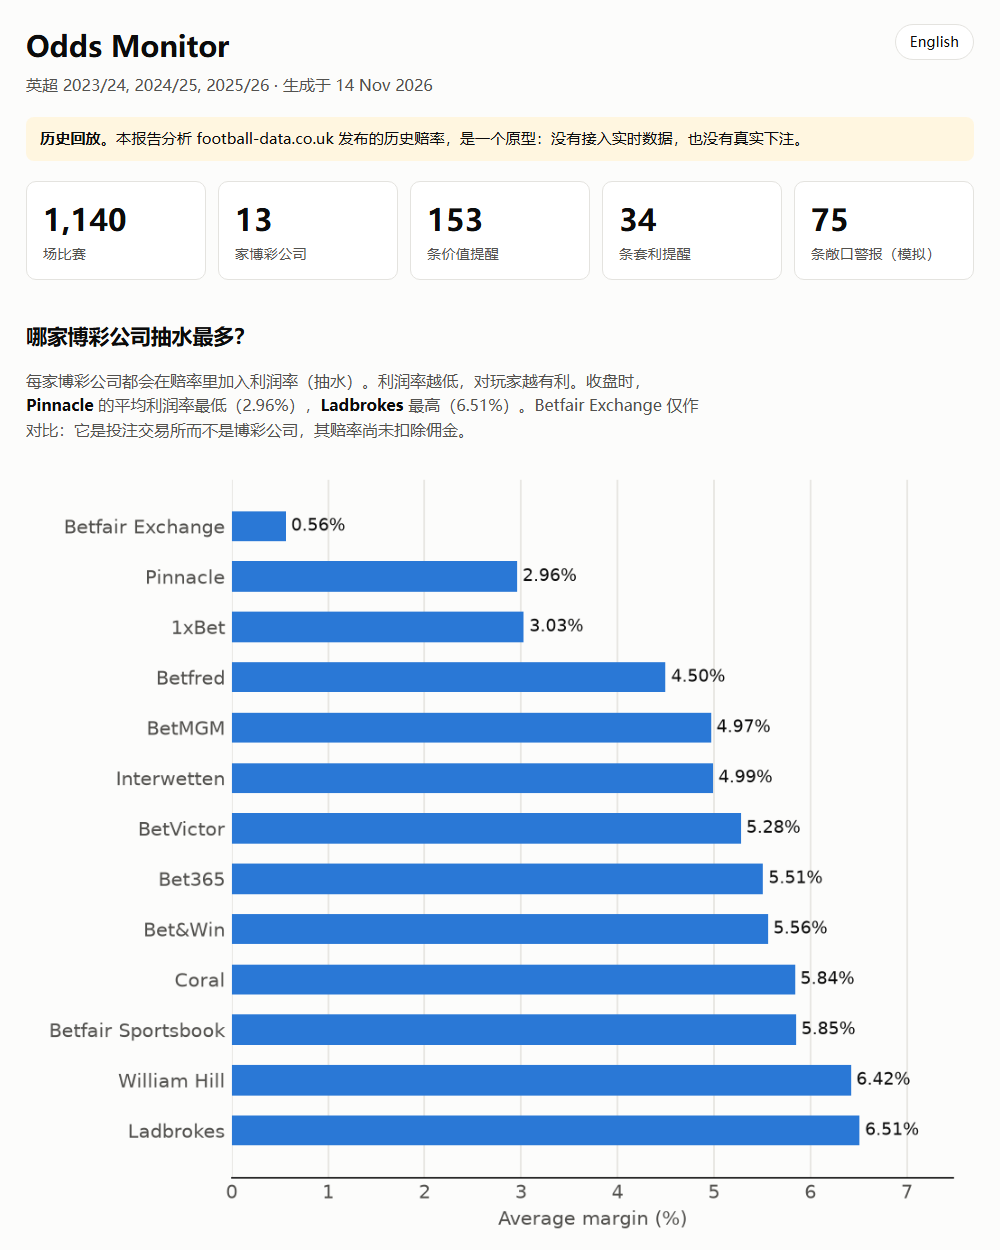 Odds Monitor
English
英超 2023/24, 2024/25, 2025/26 · 生成于 14 Nov 2026
历史回放。本报告分析 football-data.co.uk 发布的历史赔率，是一个原型：没有接入实时数据，也没有真实下注。
1,140
场比赛
13
家博彩公司
153
条价值提醒
34
条套利提醒
75
条敞口警报（模拟）
哪家博彩公司抽水最多？
每家博彩公司都会在赔率里加入利润率（抽水）。利润率越低，对玩家越有利。收盘时，
Pinnacle 的平均利润率最低（2.96%），Ladbrokes 最高（6.51%）。Betfair Exchange 仅作
对比：它是投注交易所而不是博彩公司，其赔率尚未扣除佣金。
Betfair Exchange 0.56%
Pinnacle 2.96%
1xBet 3.03%
Betfred 4.50%
BetMGM 4.97%
Interwetten 4.99%
BetVictor 5.28%
Bet365 5.51%
Bet&Win 5.56%
Coral 5.84%
Betfair Sportsbook 5.85%
William Hill 6.42%
Ladbrokes 6.51%
0 1 2 3 4 5 6 7
Average margin (%)